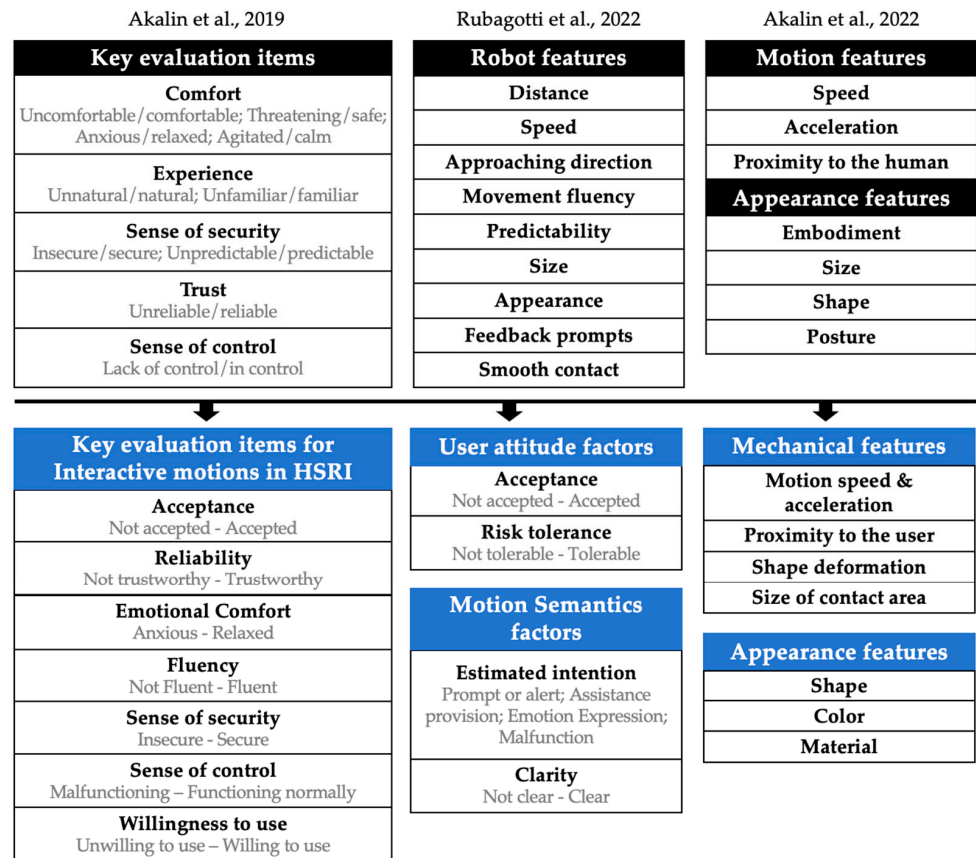 Akalin et al., 2019
Key evaluation items
Comfort
Uncomfortable/comfortable; Threatening/safe;
Anxious/relaxed; Agitated/calm
Experience
Unnatural/natural; Unfamiliar/familiar
Sense of security
Insecure/secure; Unpredictable/predictable
Trust
Unreliable/reliable
Sense of control
Lack of control/in control
Rubagotti et al., 2022
Robot features
Distance
Speed
Approaching direction
Movement fluency
Predictability
Size
Appearance
Feedback prompts
Smooth contact
Akalin et al., 2022
Motion features
Speed
Acceleration
Proximity to the human
Appearance features
Embodiment
Size
Shape
Posture
Key evaluation items for
Interactive motions in HSRI
Acceptance
Not accepted - Accepted
Reliability
Not trustworthy - Trustworthy
Emotional Comfort
Anxious - Relaxed
Fluency
Not Fluent - Fluent
Sense of security
Insecure - Secure
Sense of control
Malfunctioning – Functioning normally
Willingness to use
Unwilling to use – Willing to use
User attitude factors
Acceptance
Not accepted - Accepted
Risk tolerance
Not tolerable - Tolerable
Motion Semantics
factors
Estimated intention
Prompt or alert; Assistance
provision; Emotion Expression;
Malfunction
Clarity
Not clear - Clear
Mechanical features
Motion speed &
acceleration
Proximity to the user
Shape deformation
Size of contact area
Appearance features
Shape
Color
Material